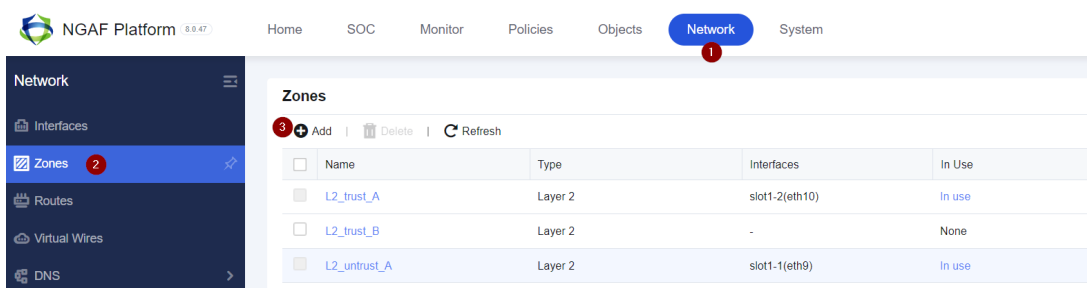 NGAF Platform 8.0.47 Home SOC Monitor Policies Objects Network System
1
Network
Zones
Interfaces
3 Add | Delete | Refresh
Zones 2
Name Type Interfaces In Use
Routes
L2_trust_A Layer 2 slot1-2(eth10) In use
Virtual Wires
L2_trust_B Layer 2 - None
DNS
L2_untrust_A Layer 2 slot1-1(eth9) In use